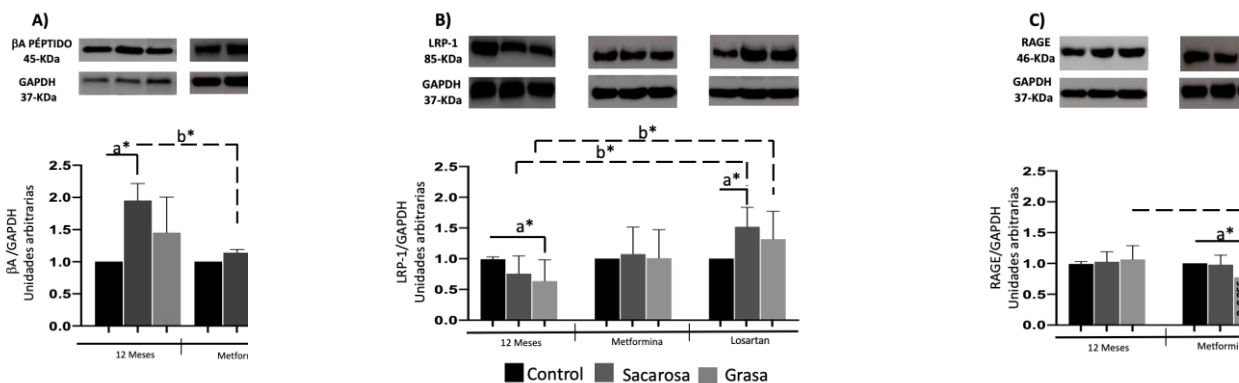 A)
βA PÉPTIDO
45-KDa
GAPDH
37-KDa
b*
a*
2.5
2.0
1.5
1.0
0.5
0.0
βA /GAPDH
Unidades arbitrarias
12 Meses
Metfor
B)
LRP-1
85-KDa
GAPDH
37-KDa
b*
b*
a*
a*
2.5
2.0
1.5
1.0
0.5
0.0
LRP-1/GAPDH
Unidades arbitrarias
12 Meses
Metformina
Losartan
Control
Sacarosa
Grasa
C)
RAGE
46-KDa
GAPDH
37-KDa
a*
2.5
2.0
1.5
1.0
0.5
0.0
RAGE/GAPDH
Unidades arbitrarias
12 Meses
Metformi